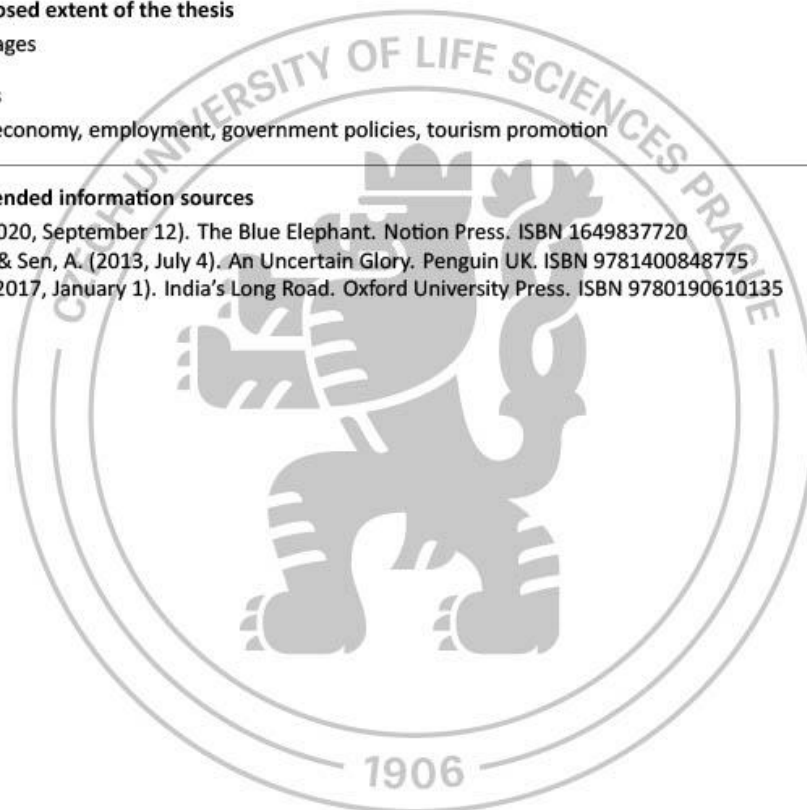 osed extent of the thesis
ages
s
economy, employment, government policies, tourism promotion
ended information sources
020, September 12). The Blue Elephant. Notion Press. ISBN 1649837720
& Sen, A. (2013, July 4). An Uncertain Glory. Penguin UK. ISBN 9781400848775
2017, January 1). India’s Long Road. Oxford University Press. ISBN 9780190610135
CZECH UNIVERSITY OF LIFE SCIENCES PRAGUE
1906